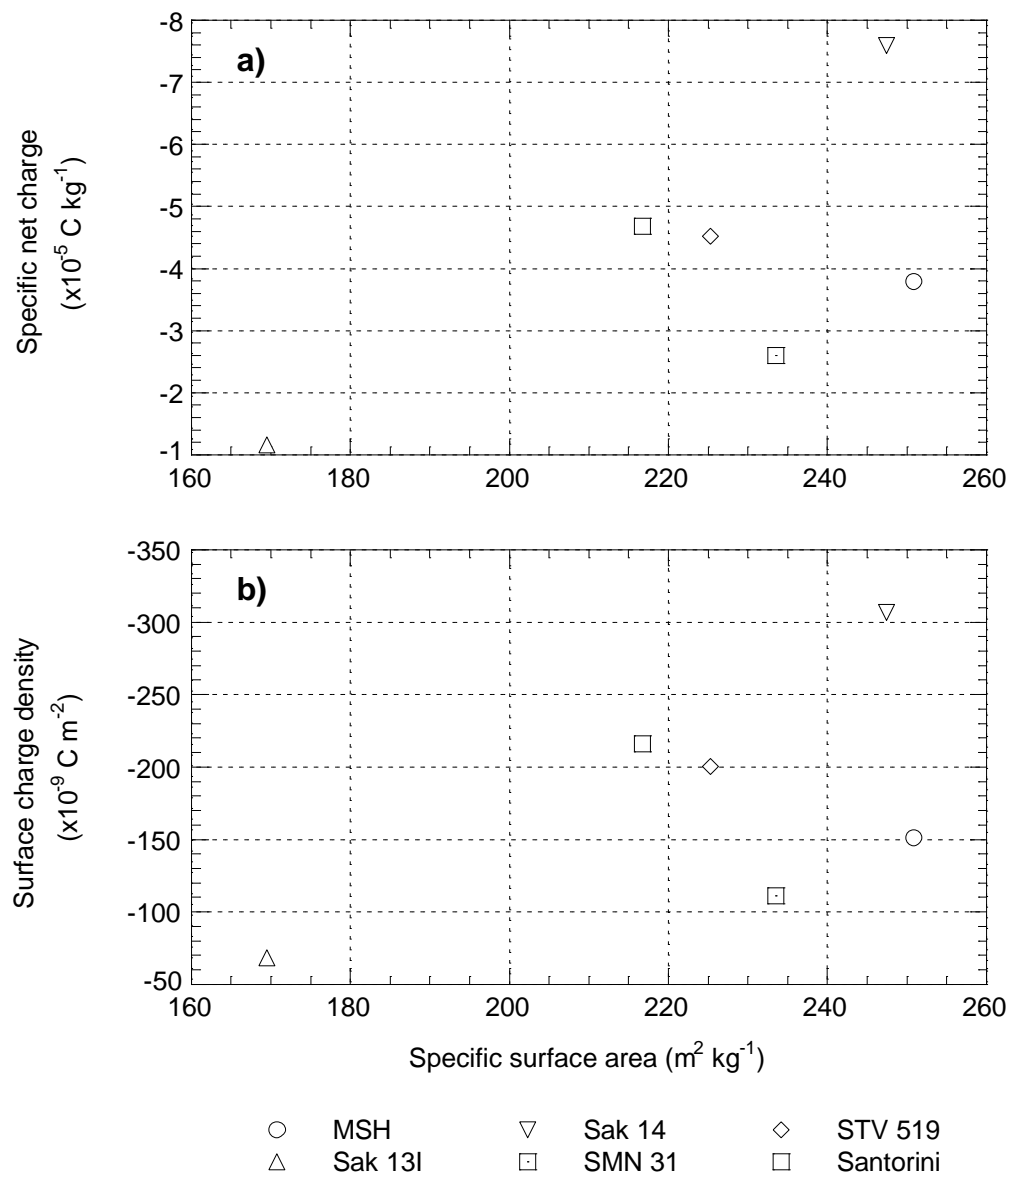 a)
Specific net charge
(x10⁻⁵ C kg⁻¹)
-8
-7
-6
-5
-4
-3
-2
-1
160 180 200 220 240 260
b)
Surface charge density
(x10⁻⁹ C m⁻²)
-350
-300
-250
-200
-150
-100
-50
160 180 200 220 240 260
Specific surface area (m² kg⁻¹)
MSH Sak 14 STV 519
Sak 13l SMN 31 Santorini